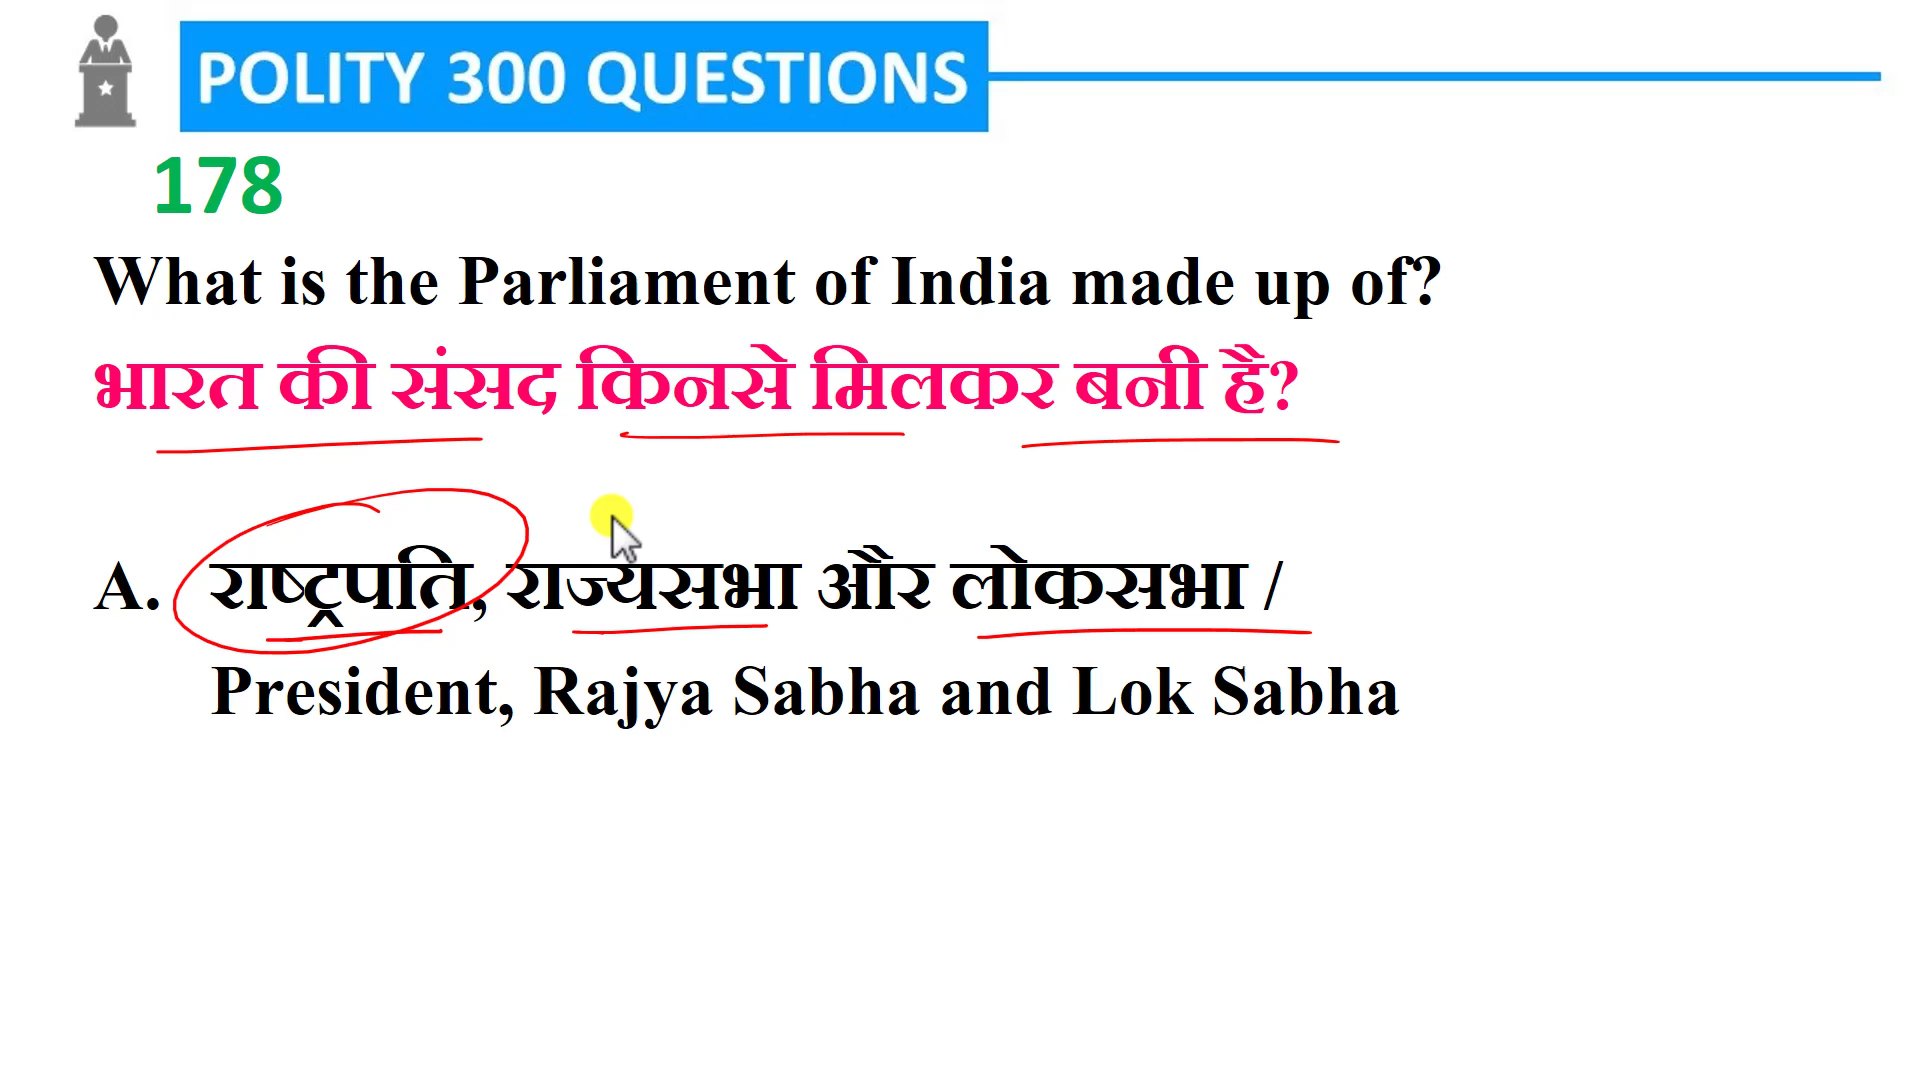 POLITY 300 QUESTIONS
178
What is the Parliament of India made up of?
भारत की संसद किनसे मिलकर बनी है?
A. राष्ट्रपति, राज्यसभा और लोकसभा /
President, Rajya Sabha and Lok Sabha